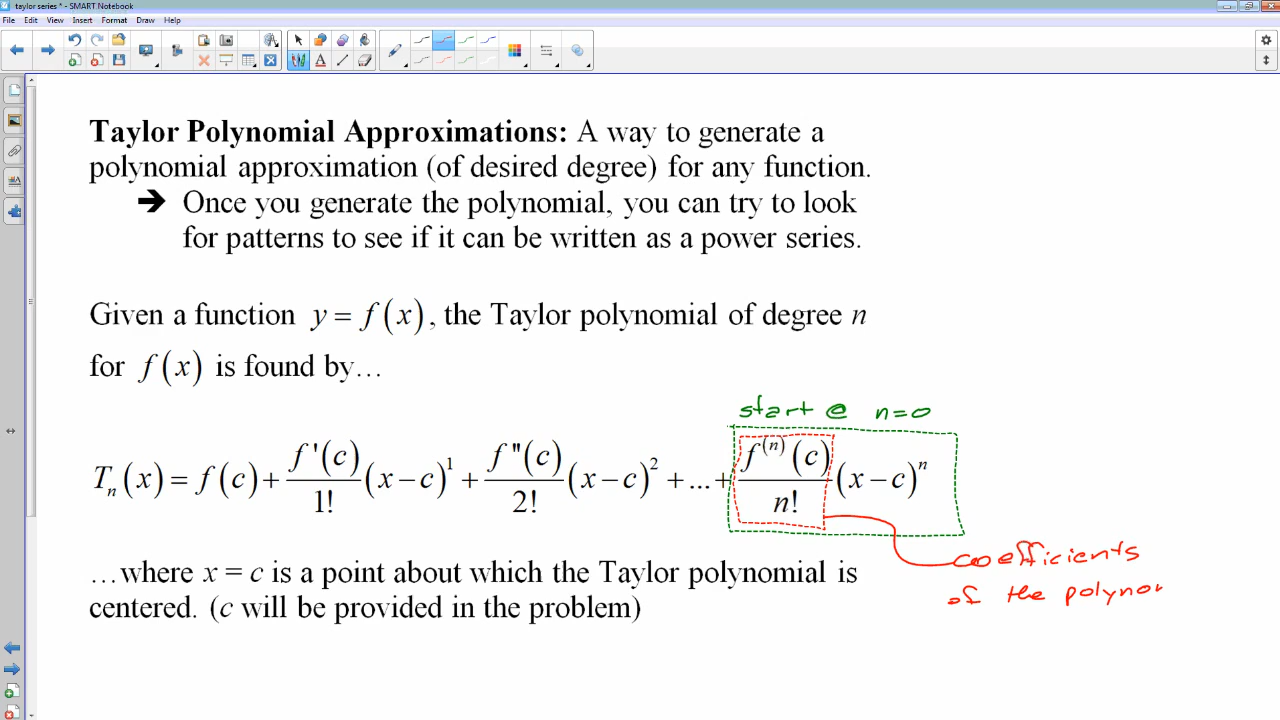 taylor series * - SMART Notebook
File Edit View Insert Format Draw Help
Taylor Polynomial Approximations: A way to generate a
polynomial approximation (of desired degree) for any function.
➔ Once you generate the polynomial, you can try to look
for patterns to see if it can be written as a power series.
Given a function y = f(x), the Taylor polynomial of degree n
for f(x) is found by…
start @ n=0
Tₙ(x) = f(c) + f'(c)/1! (x−c)¹ + f''(c)/2! (x−c)² + ... + f⁽ⁿ⁾(c)/n! (x−c)ⁿ
coefficients
of the polynom
…where x = c is a point about which the Taylor polynomial is
centered. (c will be provided in the problem)